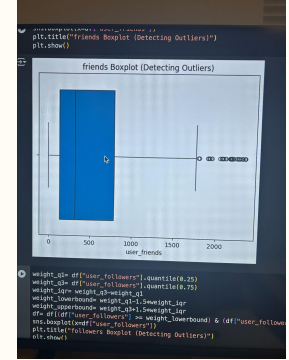 plt.title("friends Boxplot (Detecting Outliers)")
plt.show()
friends Boxplot (Detecting Outliers)
0
500
1000
1500
2000
user_friends
weight_q1= df["user_followers"].quantile(0.25)
weight_q3= df["user_followers"].quantile(0.75)
weight_iqr= weight_q3-weight_q1
weight_lowerbound= weight_q1-1.5*weight_iqr
weight_upperbound= weight_q3+1.5*weight_iqr
df= df[(df["user_followers"] >= weight_lowerbound) & (df["user_followe
sns.boxplot(x=df["user_followers"])
plt.title("followers Boxplot (Detecting Outliers)")
plt.show()